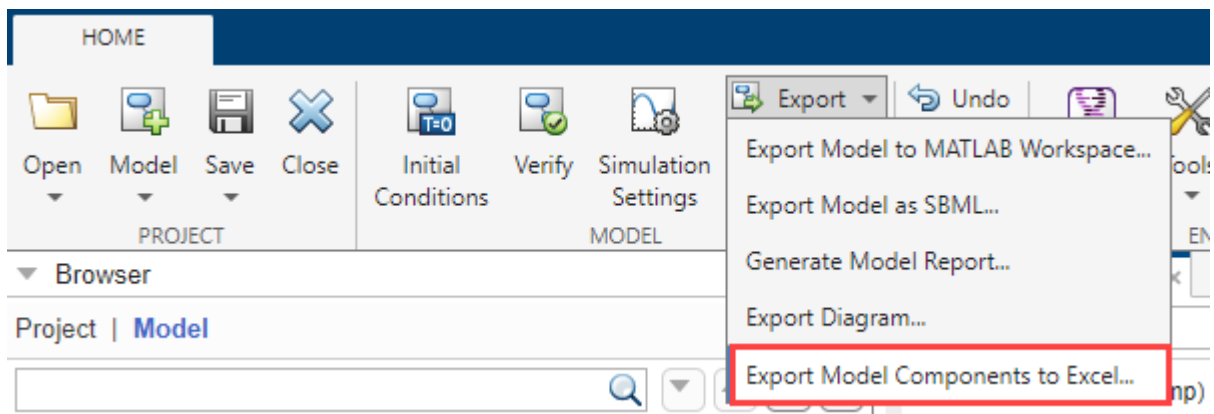 HOME
Export
Undo
Open
Model
Save
Close
Initial
Conditions
T=0
Verify
Simulation
Settings
PROJECT
MODEL
Export Model to MATLAB Workspace...
Export Model as SBML...
Generate Model Report...
Export Diagram...
Export Model Components to Excel...
Browser
Project | Model